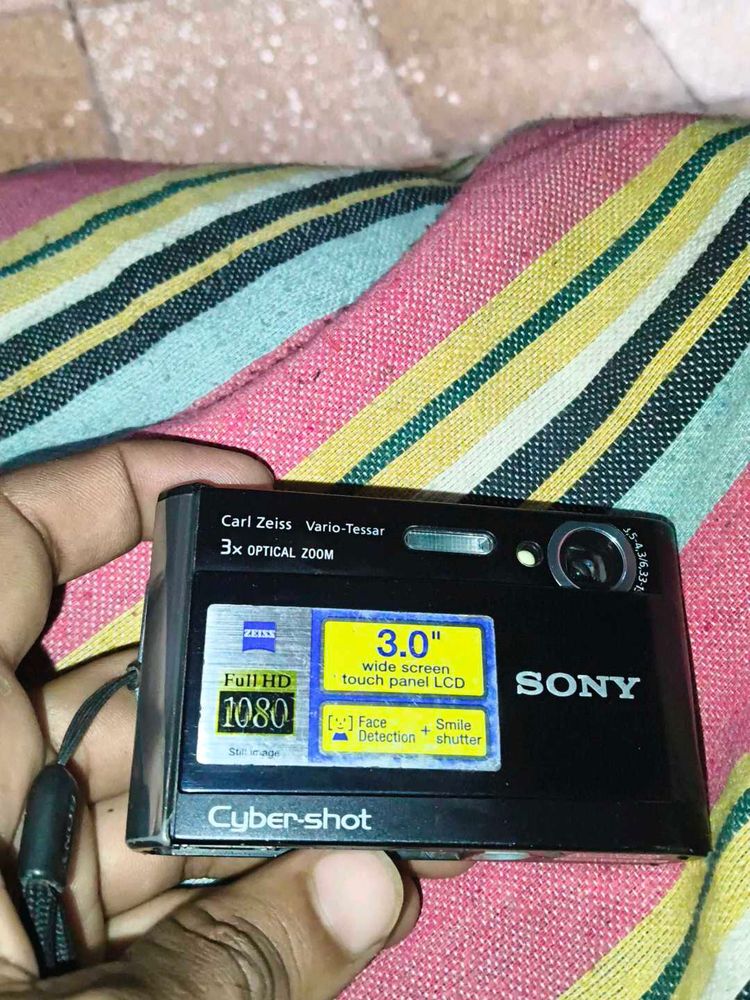 Carl Zeiss Vario-Tessar
3x OPTICAL ZOOM
ZEISS
Full HD
1080
Still image
3.0"
wide screen
touch panel LCD
Face
Detection
+
Smile
shutter
SONY
Cyber-shot